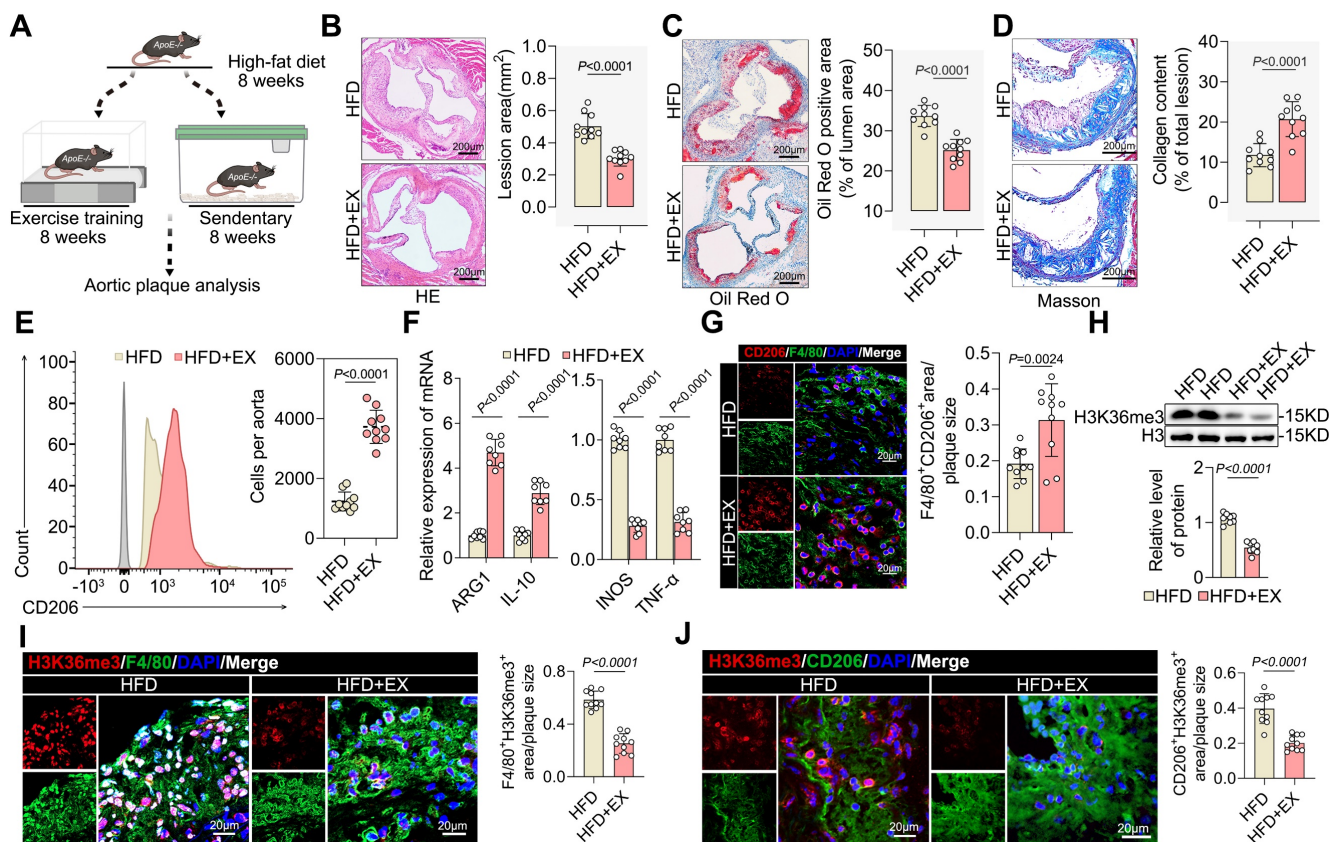 A
ApoE-/-
High-fat diet
8 weeks
ApoE-/-
ApoE-/-
Exercise training
8 weeks
Sendentary
8 weeks
Aortic plaque analysis
B
HFD
200μm
HFD+EX
200μm
HE
Lession area(mm2)
1.0
0.8
0.6
0.4
0.2
0.0
P<0.0001
HFD
HFD+EX
C
HFD
200μm
HFD+EX
200μm
Oil Red O
Oil Red O positive area
(% of lumen area)
50
40
30
20
10
P<0.0001
HFD
HFD+EX
D
HFD
200μm
HFD+EX
200μm
Masson
Collagen content
(% of total lession)
40
30
20
10
0
P<0.0001
HFD
HFD+EX
E
HFD
HFD+EX
Count
100
80
60
40
20
0
-103
0
103
104
105
CD206
Cells per aorta
6000
4000
2000
0
P<0.0001
HFD
HFD+EX
F
HFD
HFD+EX
Relative expression of mRNA
8
6
4
2
0
P<0.0001
P<0.0001
ARG1
IL-10
1.5
1.0
0.5
0.0
P<0.0001
P<0.0001
INOS
TNF-α
G
CD206/F4/80/DAPI/Merge
HFD
20μm
HFD+EX
20μm
F4/80+CD206+area/
plaque size
0.5
0.4
0.3
0.2
0.1
0.0
P=0.0024
HFD
HFD+EX
H
HFD
HFD
HFD+EX
HFD+EX
H3K36me3
-15KD
H3
-15KD
Relative level
of protein
2
1
0
P<0.0001
HFD
HFD+EX
I
H3K36me3/F4/80/DAPI/Merge
HFD
HFD+EX
20μm
20μm
F4/80+H3K36me3+
area/plaque size
0.8
0.4
0.0
P<0.0001
HFD
HFD+EX
J
H3K36me3/CD206/DAPI/Merge
HFD
HFD+EX
20μm
20μm
CD206+H3K36me3+
area/plaque size
0.6
0.4
0.2
0.0
P<0.0001
HFD
HFD+EX